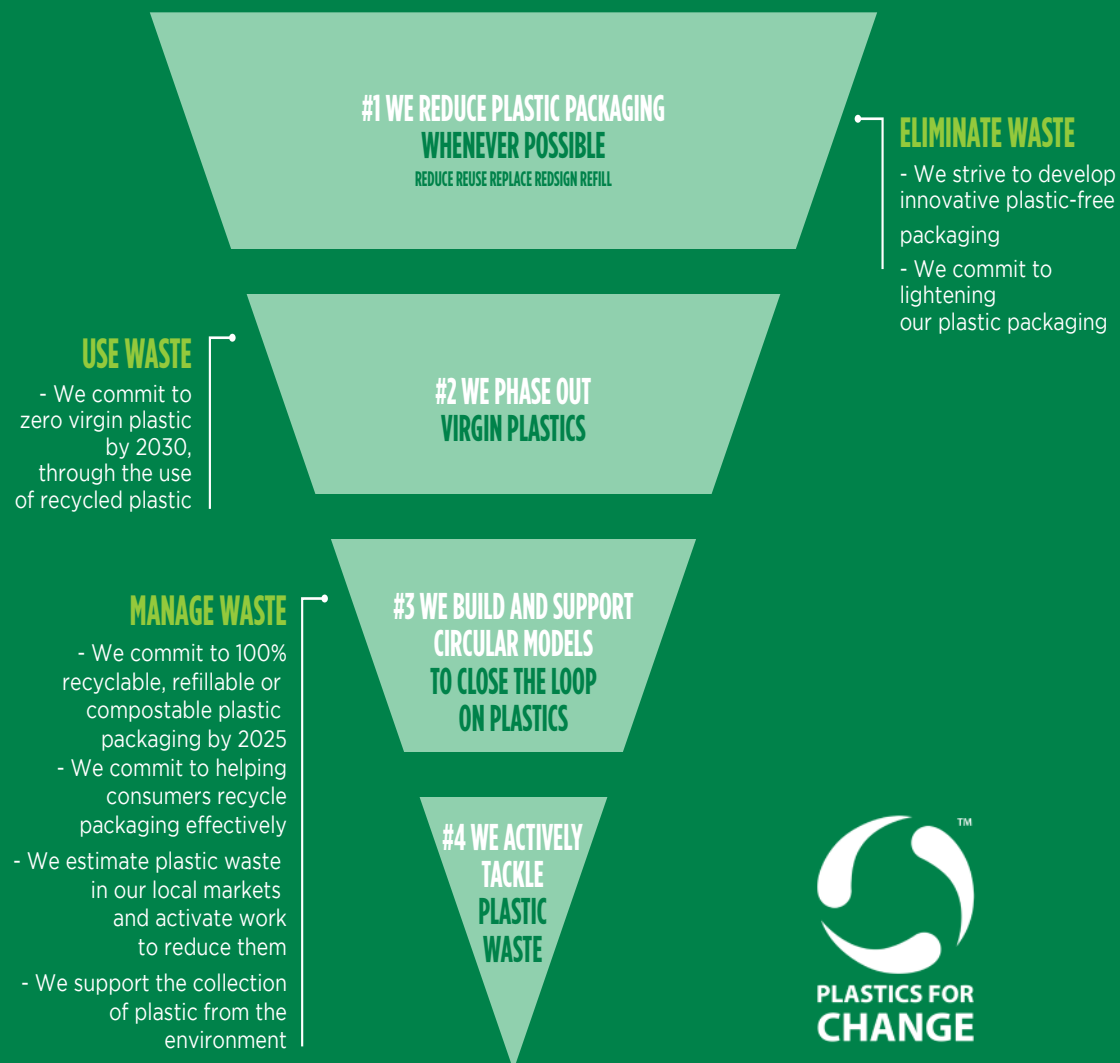 #1 WE REDUCE PLASTIC PACKAGING
WHENEVER POSSIBLE
REDUCE REUSE REPLACE REDSIGN REFILL
ELIMINATE WASTE
- We strive to develop
innovative plastic-free
packaging
- We commit to
lightening
our plastic packaging
USE WASTE
- We commit to
zero virgin plastic
by 2030,
through the use
of recycled plastic
#2 WE PHASE OUT
VIRGIN PLASTICS
MANAGE WASTE
- We commit to 100%
recyclable, refillable or
compostable plastic
packaging by 2025
- We commit to helping
consumers recycle
packaging effectively
- We estimate plastic waste
in our local markets
and activate work
to reduce them
- We support the collection
of plastic from the
environment
#3 WE BUILD AND SUPPORT
CIRCULAR MODELS
TO CLOSE THE LOOP
ON PLASTICS
#4 WE ACTIVELY
TACKLE
PLASTIC
WASTE
TM
PLASTICS FOR
CHANGE